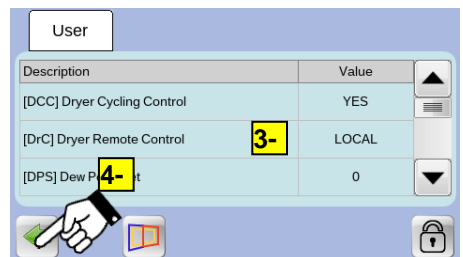 User
Description Value
[DCC] Dryer Cycling Control YES
[DrC] Dryer Remote Control 3- LOCAL
[DPS] Dew 4- t 0